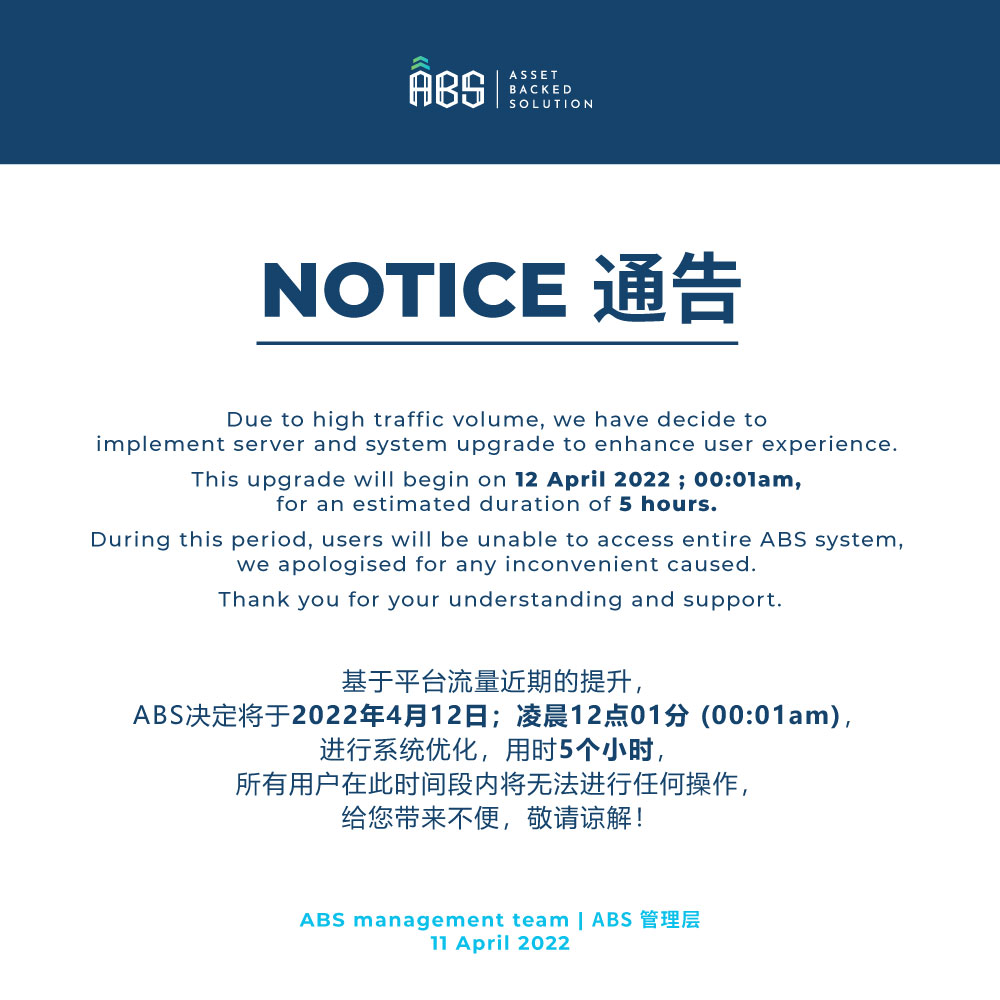 ABS
ASSET
BACKED
SOLUTION
NOTICE 通告
Due to high traffic volume, we have decide to
implement server and system upgrade to enhance user experience.
This upgrade will begin on 12 April 2022 ; 00:01am,
for an estimated duration of 5 hours.
During this period, users will be unable to access entire ABS system,
we apologised for any inconvenient caused.
Thank you for your understanding and support.
基于平台流量近期的提升，
ABS决定将于2022年4月12日；凌晨12点01分 (00:01am)，
进行系统优化，用时5个小时，
所有用户在此时间段内将无法进行任何操作，
给您带来不便，敬请谅解！
ABS management team | ABS 管理层
11 April 2022